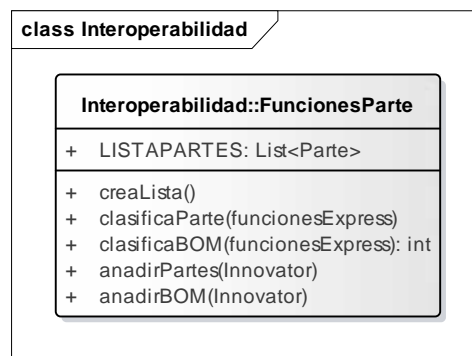 class Interoperabilidad
Interoperabilidad::FuncionesParte
+ LISTAPARTES: List<Parte>
+ creaLista()
+ clasificaParte(funcionesExpress)
+ clasificaBOM(funcionesExpress): int
+ anadirPartes(Innovator)
+ anadirBOM(Innovator)